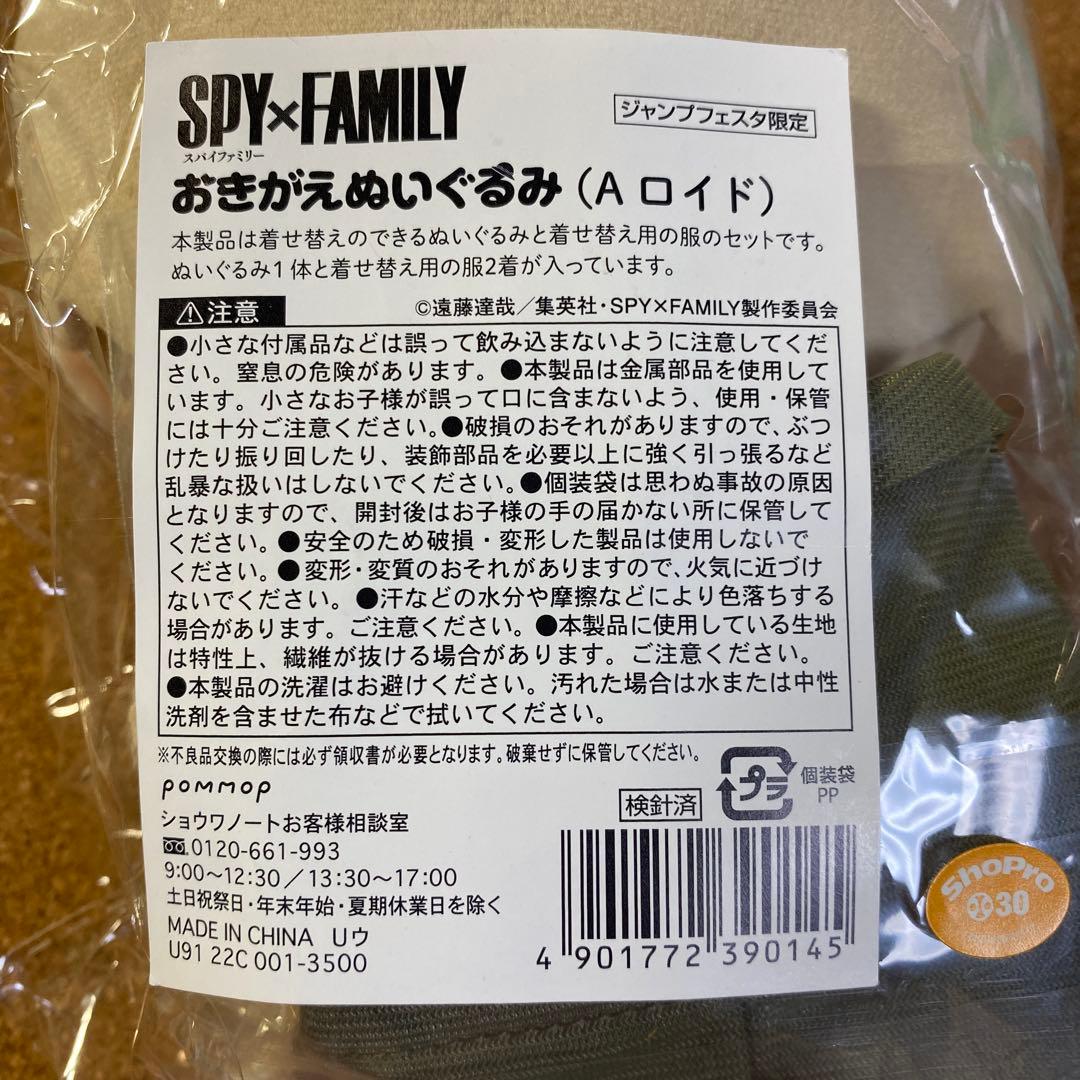 SPY×FAMILY
スパイファミリー
ジャンプフェスタ限定
おきがえぬいぐるみ(A ロイド)
本製品は着せ替えのできるぬいぐるみと着せ替え用の服のセットです。
ぬいぐるみ1体と着せ替え用の服2着が入っています。
⚠注意
©遠藤達哉/集英社・SPY×FAMILY製作委員会
●小さな付属品などは誤って飲み込まないように注意してくだ
さい。窒息の危険があります。●本製品は金属部品を使用して
います。小さなお子様が誤って口に含まないよう、使用・保管
には十分ご注意ください。●破損のおそれがありますので、ぶつ
けたり振り回したり、装飾部品を必要以上に強く引っ張るなど
乱暴な扱いはしないでください。●個装袋は思わぬ事故の原因
となりますので、開封後はお子様の手の届かない所に保管して
ください。●安全のため破損・変形した製品は使用しないで
ください。●変形・変質のおそれがありますので、火気に近づけ
ないでください。●汗などの水分や摩擦などにより色落ちする
場合があります。ご注意ください。●本製品に使用している生地
は特性上、繊維が抜ける場合があります。ご注意ください。
●本製品の洗濯はお避けください。汚れた場合は水または中性
洗剤を含ませた布などで拭いてください。
※不良品交換の際には必ず領収書が必要となります。破棄せずに保管してください。
pommop
検針済
プラ
個装袋
PP
ショウワノートお客様相談室
0120-661-993
9:00〜12:30/13:30〜17:00
土日祝祭日・年末年始・夏期休業日を除く
MADE IN CHINA Uウ
U91 22C 001-3500
4 901772 390145
ShoPro
30